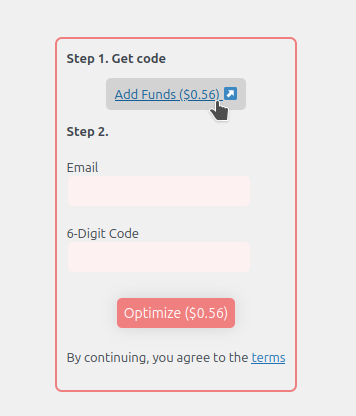 Step 1. Get code
Add Funds ($0.56)
Step 2.
Email
6-Digit Code
Optimize ($0.56)
By continuing, you agree to the terms